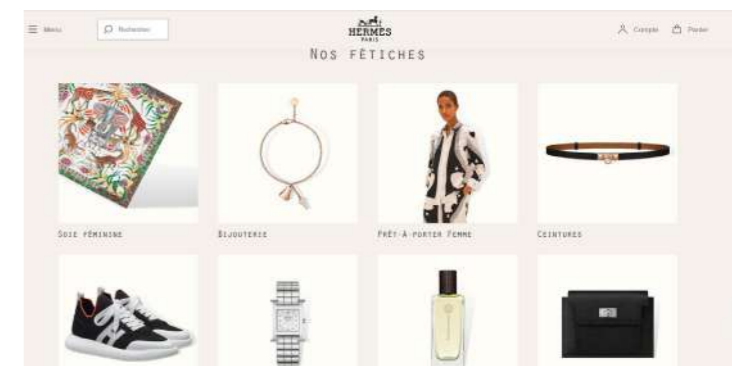 Menu
Rechercher
HERMÈS
PARIS
Compte
Panier
Nos fétiches
Soie féminine
Bijouterie
Prêt-à-porter Femme
Ceintures